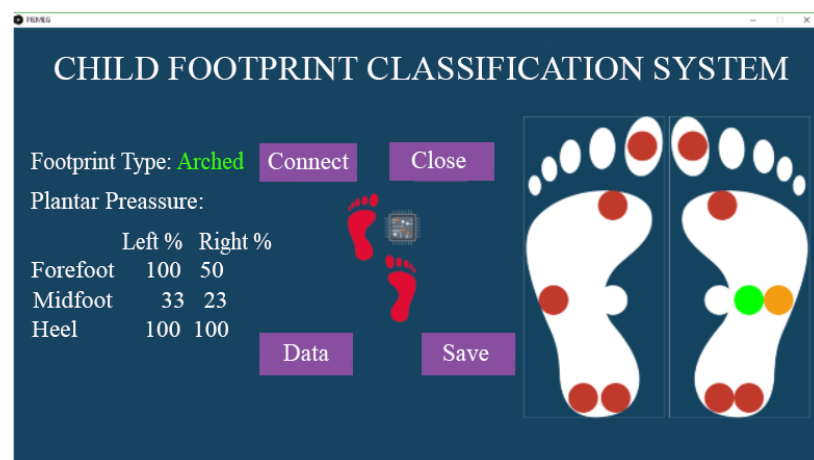 PIEMEG
CHILD FOOTPRINT CLASSIFICATION SYSTEM
Footprint Type: Arched
Connect
Close
Plantar Preassure:
Left % Right %
Forefoot 100 50
Midfoot 33 23
Heel 100 100
Data
Save